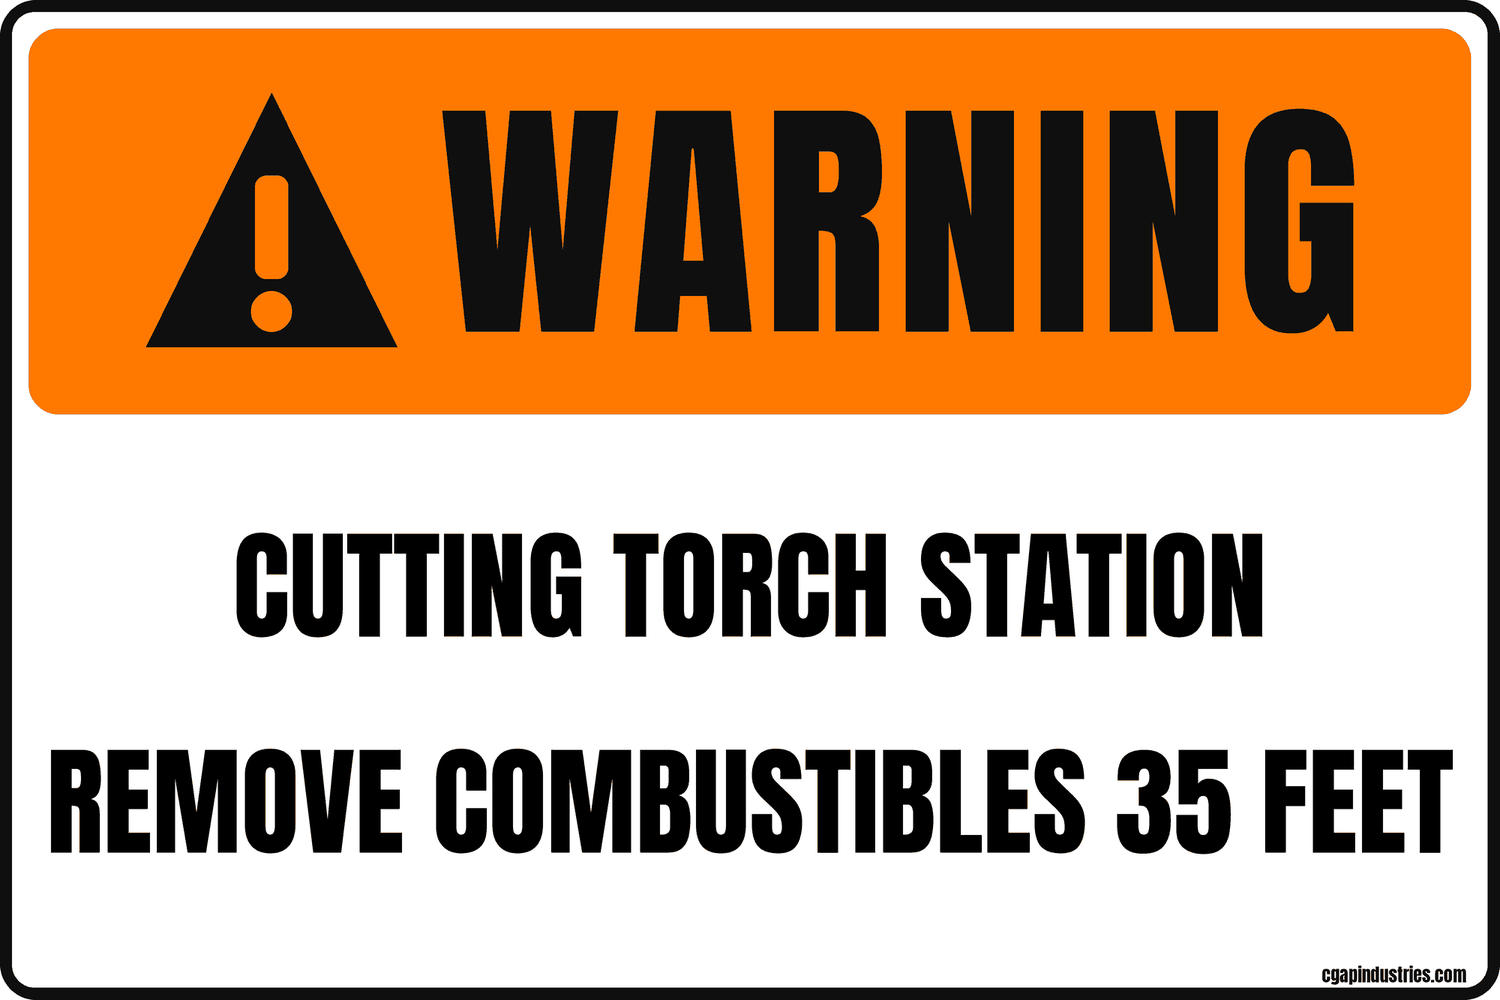 WARNING
CUTTING TORCH STATION
REMOVE COMBUSTIBLES 35 FEET
cgapindustries.com